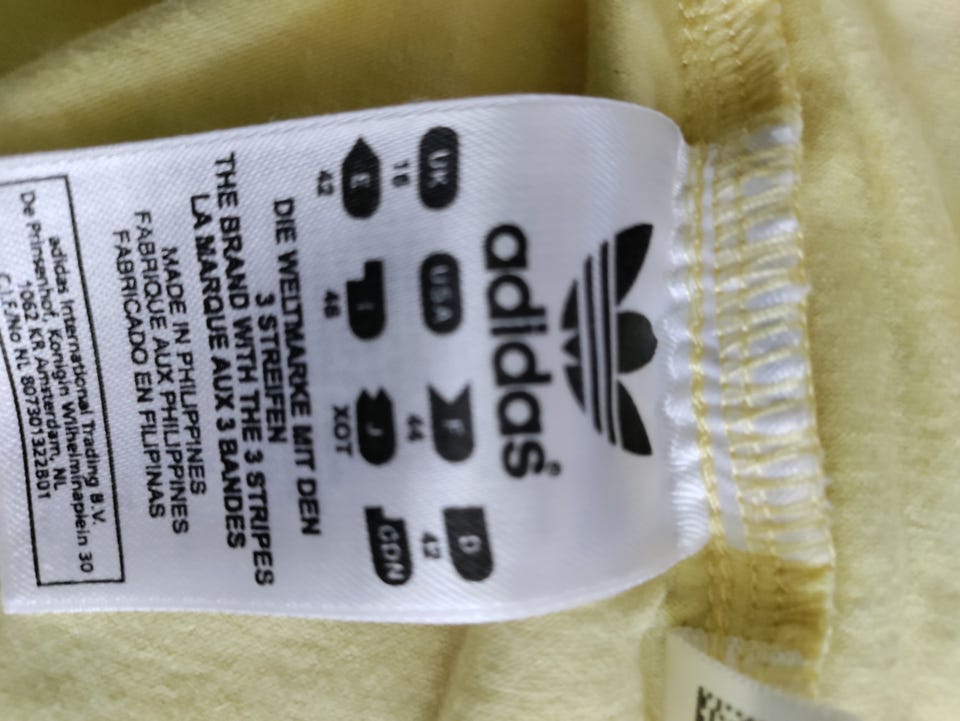 adidas®
UK USA F D
16 44 42
E I J CDN
42 46 XOT
DIE WELTMARKE MIT DEN
3 STREIFEN
THE BRAND WITH THE 3 STRIPES
LA MARQUE AUX 3 BANDES
MADE IN PHILIPPINES
FABRIQUE AUX PHILIPPINES
FABRICADO EN FILIPINAS
adidas International Trading B.V.
De Prinsenhof, Konigin Wilhelminaplein 30
1062 KR Amsterdam, NL
C.I.F./No NL 807301322B01